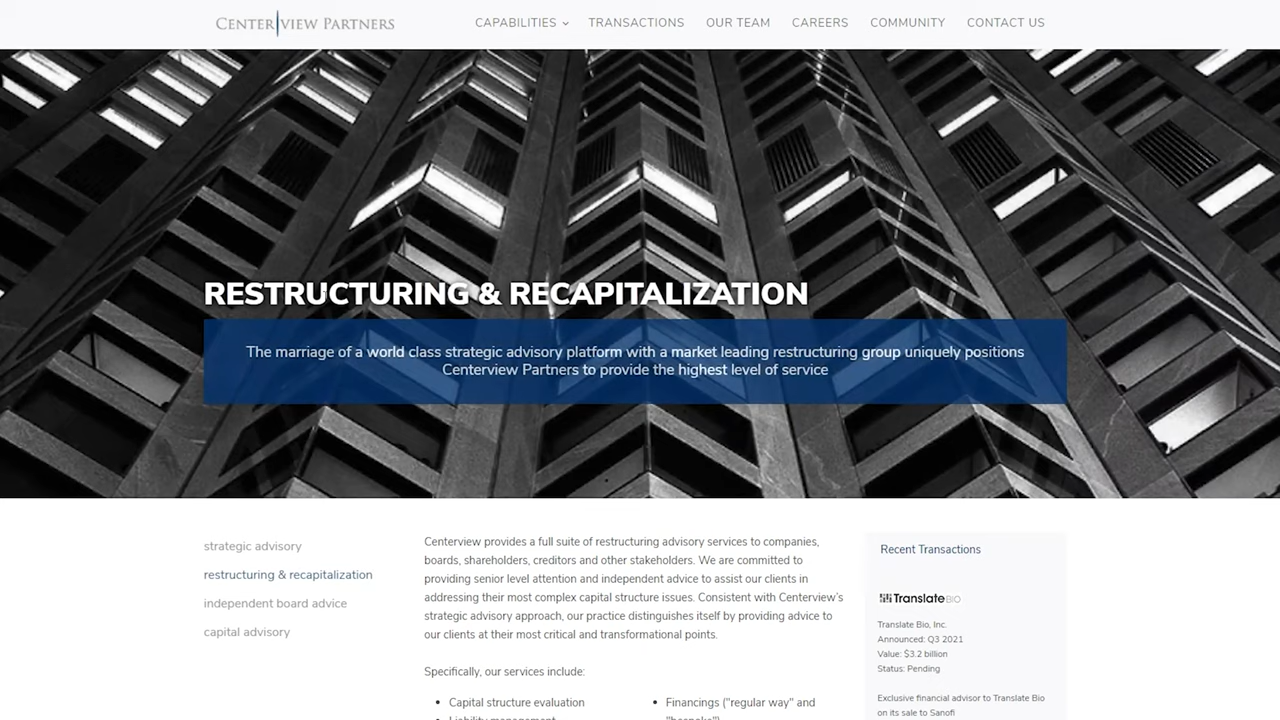 CENTERVIEW PARTNERS
CAPABILITIES
TRANSACTIONS
OUR TEAM
CAREERS
COMMUNITY
CONTACT US
RESTRUCTURING & RECAPITALIZATION
The marriage of a world class strategic advisory platform with a market leading restructuring group uniquely positions
Centerview Partners to provide the highest level of service
strategic advisory
restructuring & recapitalization
independent board advice
capital advisory
Centerview provides a full suite of restructuring advisory services to companies,
boards, shareholders, creditors and other stakeholders. We are committed to
providing senior level attention and independent advice to assist our clients in
addressing their most complex capital structure issues. Consistent with Centerview's
strategic advisory approach, our practice distinguishes itself by providing advice to
our clients at their most critical and transformational points.
Specifically, our services include:
• Capital structure evaluation
• Liability management
• Financings ("regular way" and
"bespoke")
Recent Transactions
Translate BIO
Translate Bio, Inc.
Announced: Q3 2021
Value: $3.2 billion
Status: Pending
Exclusive financial advisor to Translate Bio
on its sale to Sanofi